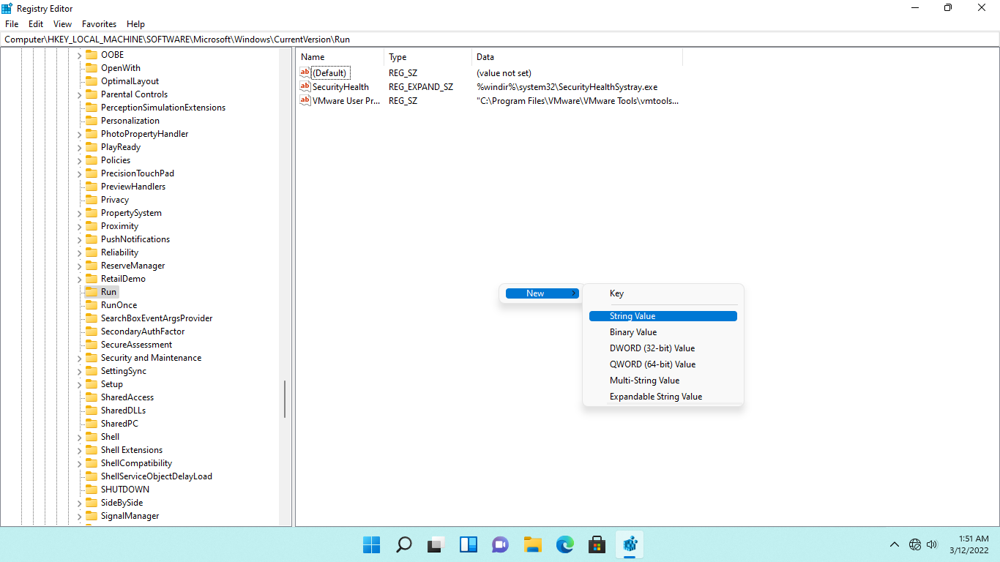 Registry Editor
File Edit View Favorites Help
Computer\HKEY_LOCAL_MACHINE\SOFTWARE\Microsoft\Windows\CurrentVersion\Run
OOBE
OpenWith
OptimalLayout
Parental Controls
PerceptionSimulationExtensions
Personalization
PhotoPropertyHandler
PlayReady
Policies
PrecisionTouchPad
PreviewHandlers
Privacy
PropertySystem
Proximity
PushNotifications
Reliability
ReserveManager
RetailDemo
Run
RunOnce
SearchBoxEventArgsProvider
SecondaryAuthFactor
SecureAssessment
Security and Maintenance
SettingSync
Setup
SharedAccess
SharedDLLs
SharedPC
Shell
Shell Extensions
ShellCompatibility
ShellServiceObjectDelayLoad
SHUTDOWN
SideBySide
SignalManager
Name Type Data
ab (Default) REG_SZ (value not set)
ab SecurityHealth REG_EXPAND_SZ %windir%\system32\SecurityHealthSystray.exe
ab VMware User Pr... REG_SZ "C:\Program Files\VMware\VMware Tools\vmtools...
New
Key
String Value
Binary Value
DWORD (32-bit) Value
QWORD (64-bit) Value
Multi-String Value
Expandable String Value
1:51 AM
3/12/2022